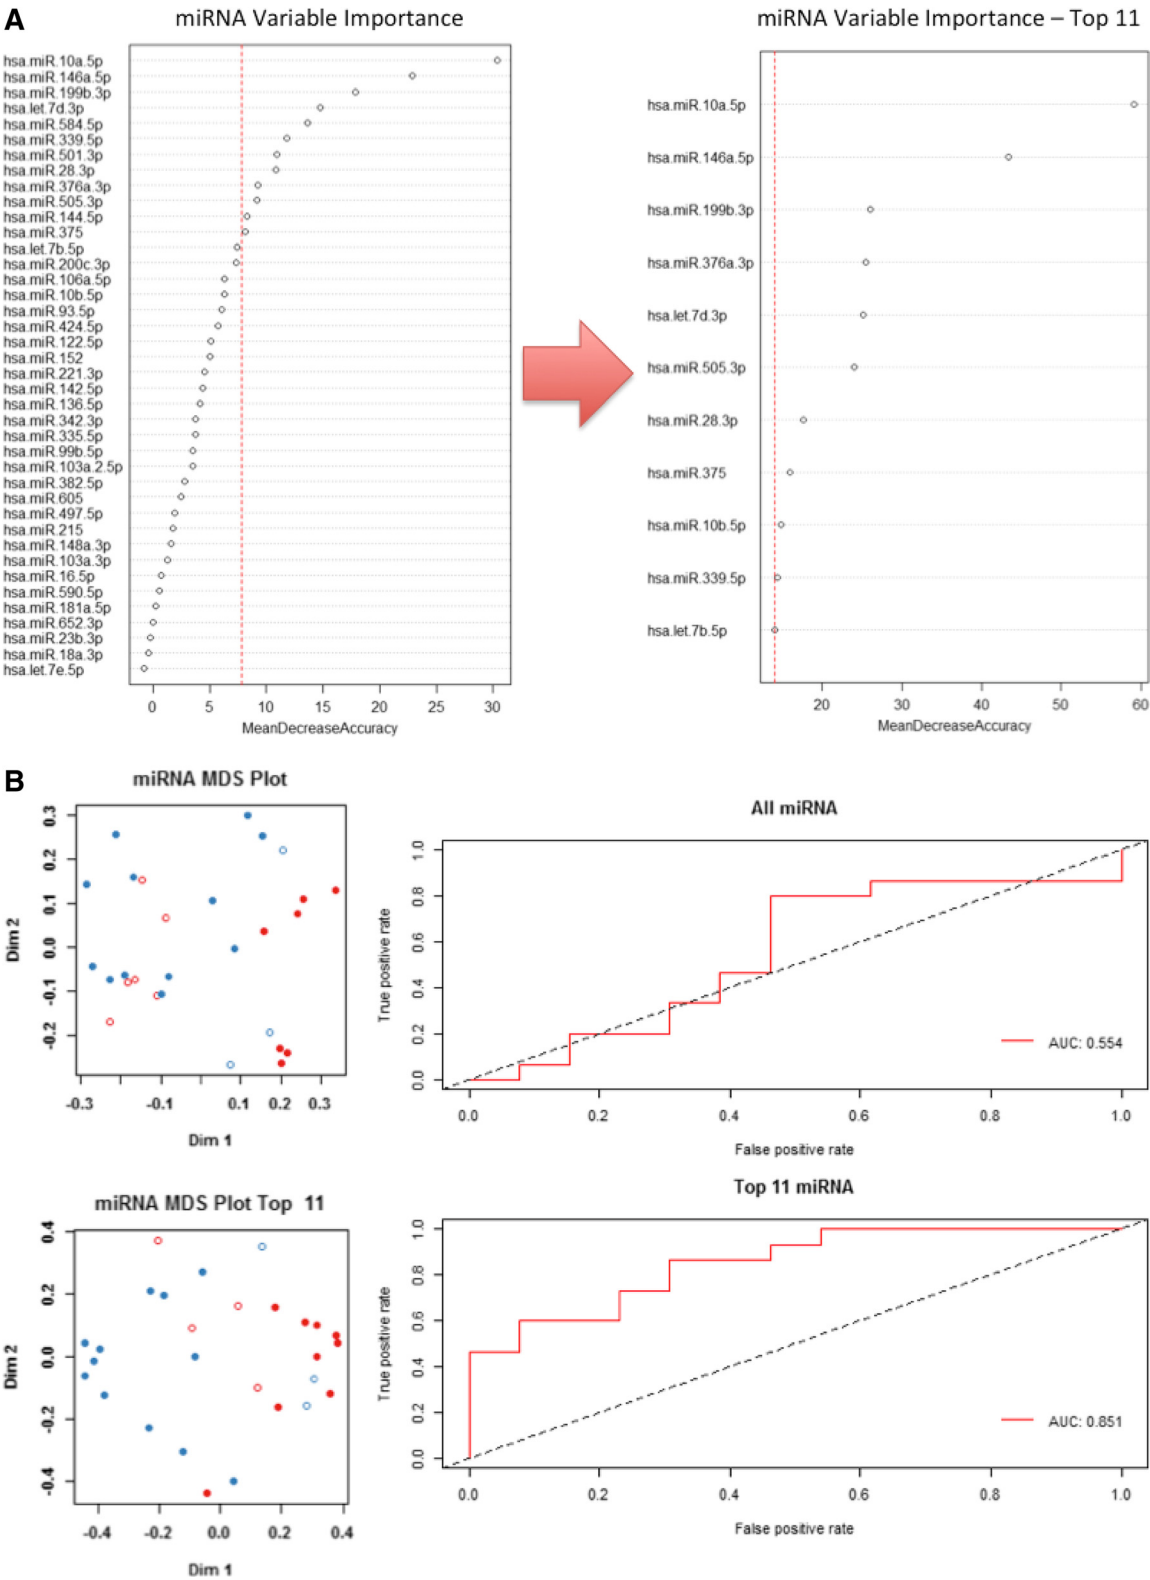 A
miRNA Variable Importance
hsa.miR.10a.5p
hsa.miR.146a.5p
hsa.miR.199b.3p
hsa.let.7d.3p
hsa.miR.584.5p
hsa.miR.339.5p
hsa.miR.501.3p
hsa.miR.28.3p
hsa.miR.376a.3p
hsa.miR.505.3p
hsa.miR.144.5p
hsa.miR.375
hsa.let.7b.5p
hsa.miR.200c.3p
hsa.miR.106a.5p
hsa.miR.10b.5p
hsa.miR.93.5p
hsa.miR.424.5p
hsa.miR.122.5p
hsa.miR.152
hsa.miR.221.3p
hsa.miR.142.5p
hsa.miR.136.5p
hsa.miR.342.3p
hsa.miR.335.5p
hsa.miR.99b.5p
hsa.miR.103a.2.5p
hsa.miR.382.5p
hsa.miR.605
hsa.miR.497.5p
hsa.miR.215
hsa.miR.148a.3p
hsa.miR.103a.3p
hsa.miR.16.5p
hsa.miR.590.5p
hsa.miR.181a.5p
hsa.miR.652.3p
hsa.miR.23b.3p
hsa.miR.18a.3p
hsa.let.7e.5p
0 5 10 15 20 25 30
MeanDecreaseAccuracy
miRNA Variable Importance – Top 11
hsa.miR.10a.5p
hsa.miR.146a.5p
hsa.miR.199b.3p
hsa.miR.376a.3p
hsa.let.7d.3p
hsa.miR.505.3p
hsa.miR.28.3p
hsa.miR.375
hsa.miR.10b.5p
hsa.miR.339.5p
hsa.let.7b.5p
20 30 40 50 60
MeanDecreaseAccuracy
B
miRNA MDS Plot
0.3
0.2
0.1
0.0
-0.1
-0.2
Dim 2
-0.3 -0.1 0.1 0.2 0.3
Dim 1
All miRNA
1.0
0.8
0.6
0.4
0.2
0.0
True positive rate
AUC: 0.554
0.0 0.2 0.4 0.6 0.8 1.0
False positive rate
miRNA MDS Plot Top 11
0.4
0.2
0.0
-0.2
-0.4
Dim 2
-0.4 -0.2 0.0 0.2 0.4
Dim 1
Top 11 miRNA
1.0
0.8
0.6
0.4
0.2
0.0
True positive rate
AUC: 0.851
0.0 0.2 0.4 0.6 0.8 1.0
False positive rate